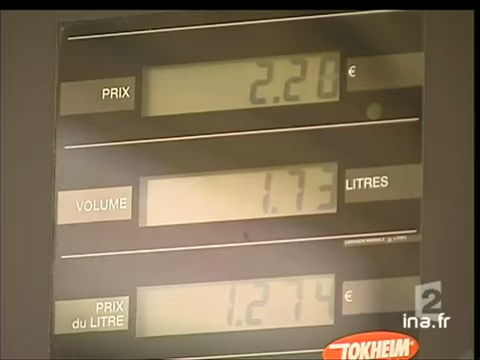 PRIX 2.20 €
VOLUME 1.73 LITRES
PRIX
du LITRE 1.274 €
2
ina.fr
TOKHEIM